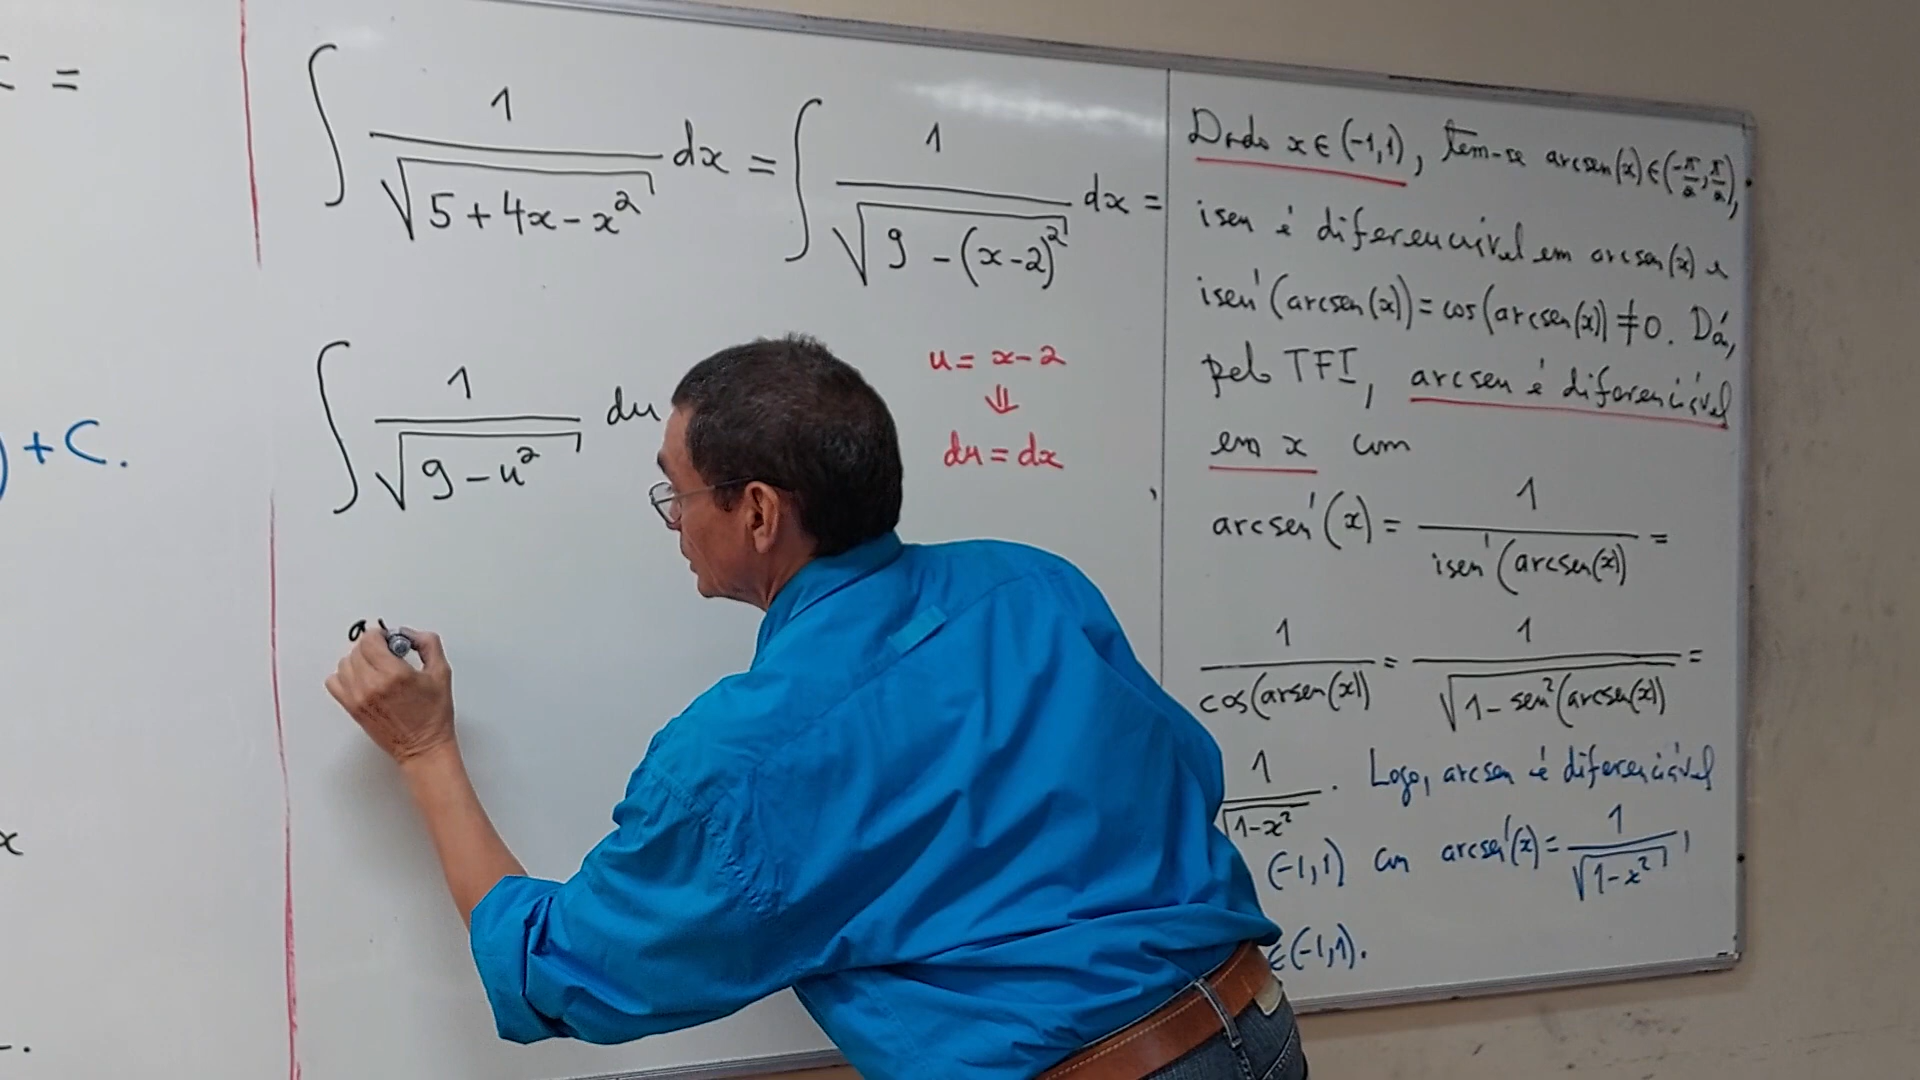 =
+ C.
x
∫ 1/√(5+4x-x²) dx = ∫ 1/√(9-(x-2)²) dx =
∫ 1/√(9-u²) du
u = x-2
⇓
du = dx
Dado x ∈ (-1,1), tem-se arcsen(x) ∈ (-π/2, π/2),
isen é diferenciável em arcsen(x) e
isen'(arcsen(x)) = cos(arcsen(x)) ≠ 0. Dá,
pelo TFI, arcsen é diferenciável
em x com
arcsen'(x) = 1/isen'(arcsen(x)) =
1/cos(arsen(x)) = 1/√(1-sen²(arcsen(x))) =
1/√(1-x²). Logo, arcsen é diferenciável
(-1,1) com arcsen'(x) = 1/√(1-x²),
∈ (-1,1).